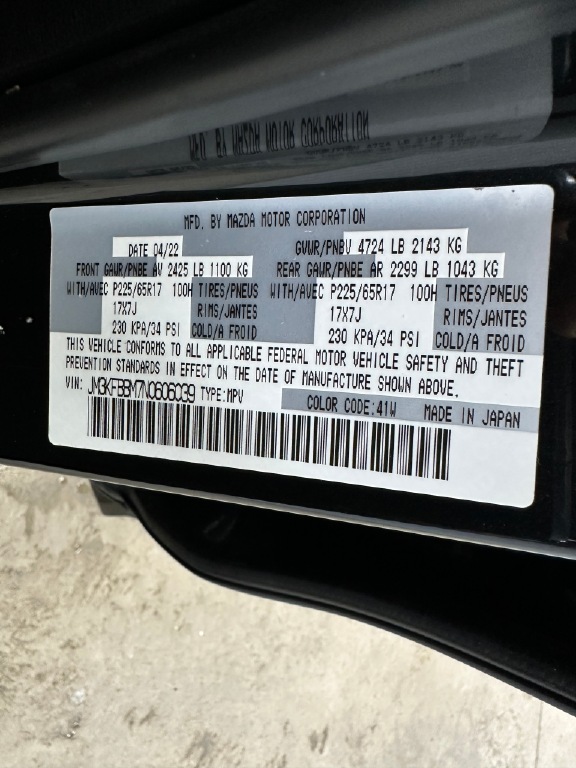 MFD. BY MAZDA MOTOR CORPORATION
DATE 04/22 GVWR/PNBV 4724 LB 2143 KG
FRONT GAWR/PNBE AV 2425 LB 1100 KG REAR GAWR/PNBE AR 2299 LB 1043 KG
WITH/AVEC P225/65R17 100H TIRES/PNEUS WITH/AVEC P225/65R17 100H TIRES/PNEUS
17X7J RIMS/JANTES 17X7J RIMS/JANTES
230 KPA/34 PSI COLD/A FROID 230 KPA/34 PSI COLD/A FROID
THIS VEHICLE CONFORMS TO ALL APPLICABLE FEDERAL MOTOR VEHICLE SAFETY AND THEFT
PREVENTION STANDARDS IN EFFECT ON THE DATE OF MANUFACTURE SHOWN ABOVE.
VIN: TYPE:MPV COLOR CODE:41W MADE IN JAPAN